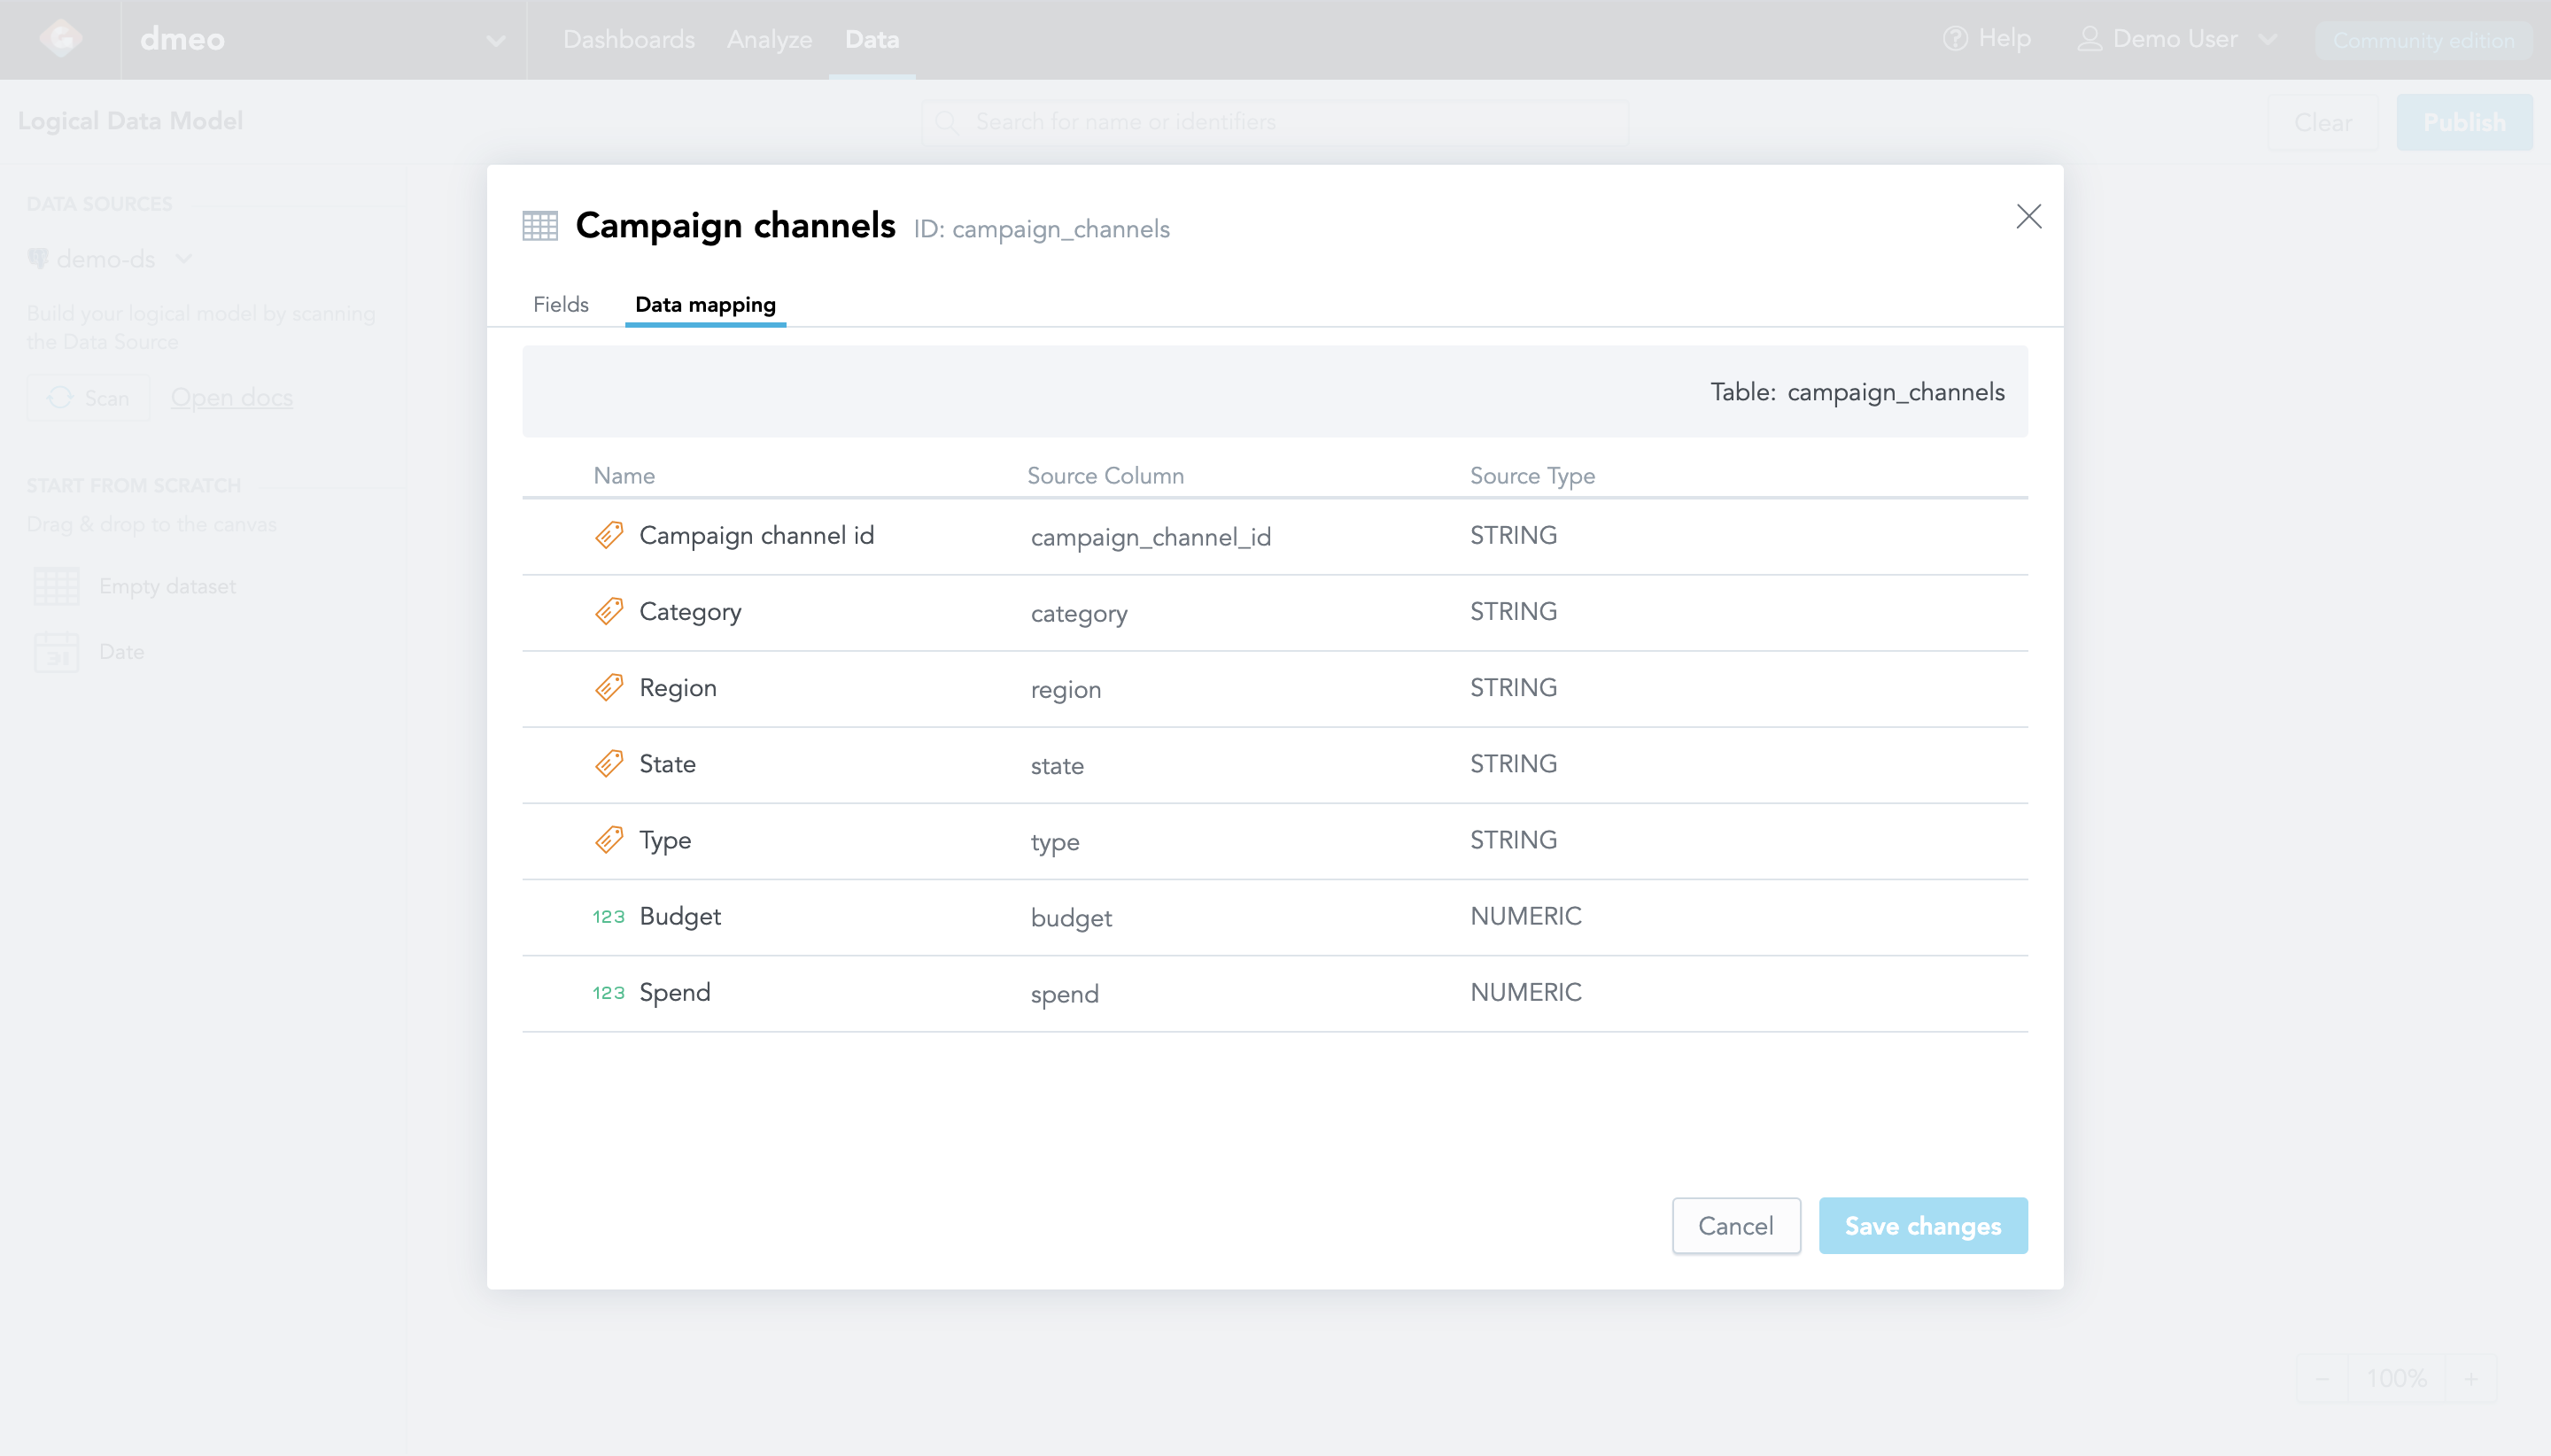 dmeo
Dashboards Analyze Data
Help
Demo User
Community edition
Logical Data Model
Search for name or identifiers
Clear
Publish
DATA SOURCES
demo-ds
Build your logical model by scanning
the Data Source
Scan
Open docs
START FROM SCRATCH
Drag & drop to the canvas
Empty dataset
31
Date
Campaign channels ID: campaign_channels
Fields Data mapping
Table: campaign_channels
Name Source Column Source Type
Campaign channel id campaign_channel_id STRING
Category category STRING
Region region STRING
State state STRING
Type type STRING
123 Budget budget NUMERIC
123 Spend spend NUMERIC
Cancel Save changes
− 100% +